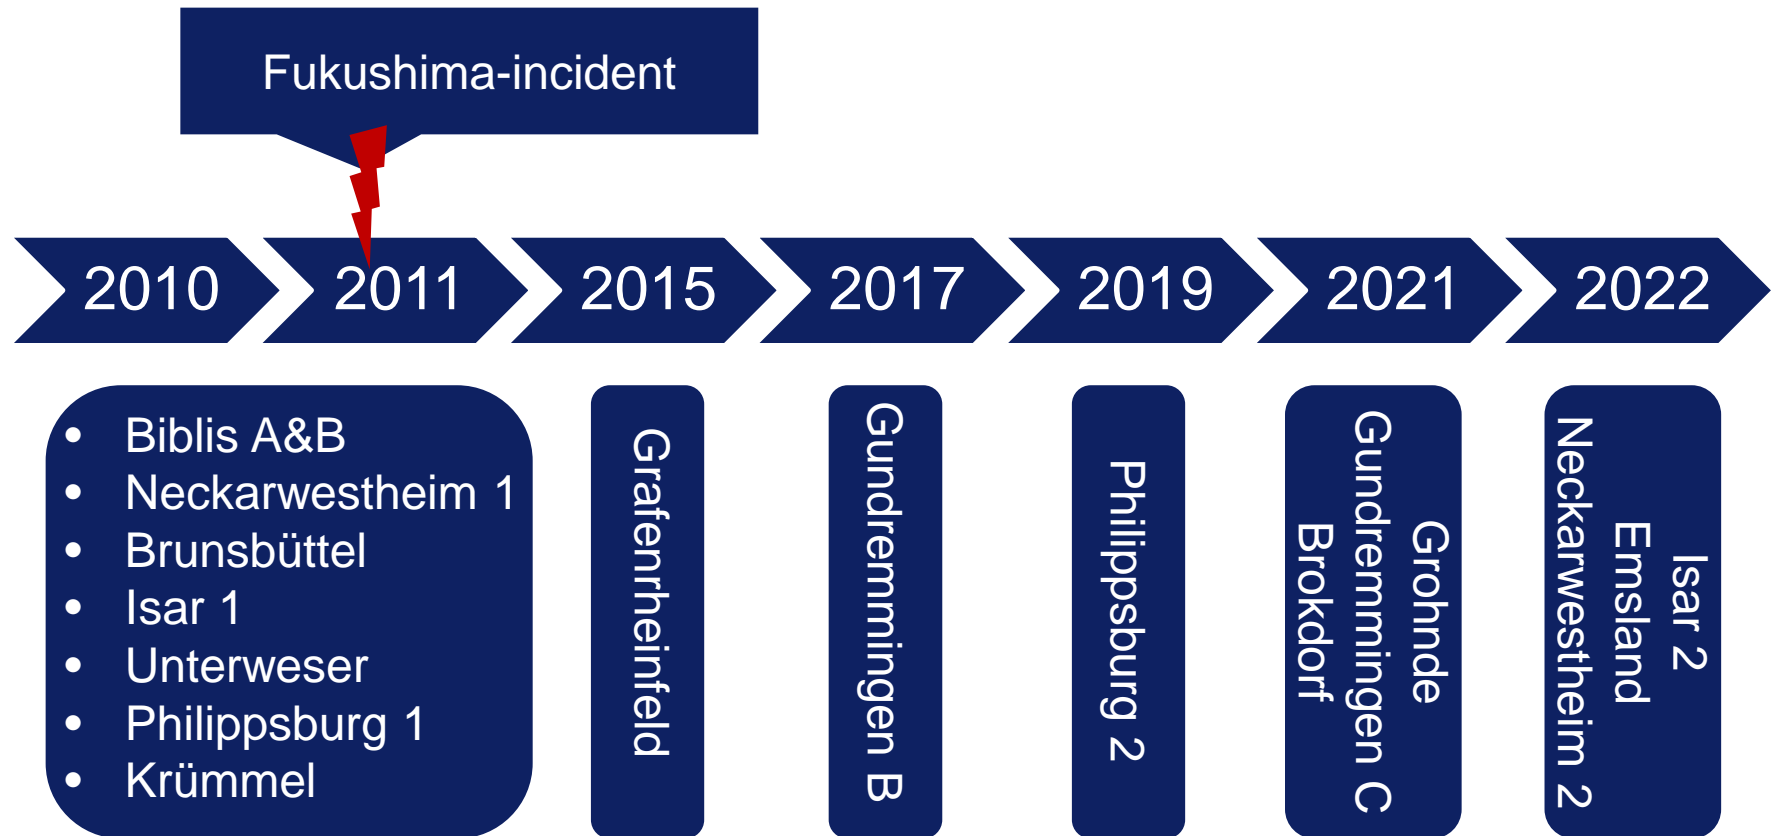 Fukushima-incident
2010
2011
2015
2017
2019
2021
2022
• Biblis A&B
• Neckarwestheim 1
• Brunsbüttel
• Isar 1
• Unterweser
• Philippsburg 1
• Krümmel
Grafenrheinfeld
Gundremmingen B
Philippsburg 2
Grohnde
Gundremmingen C
Brokdorf
Isar 2
Emsland
Neckarwestheim 2